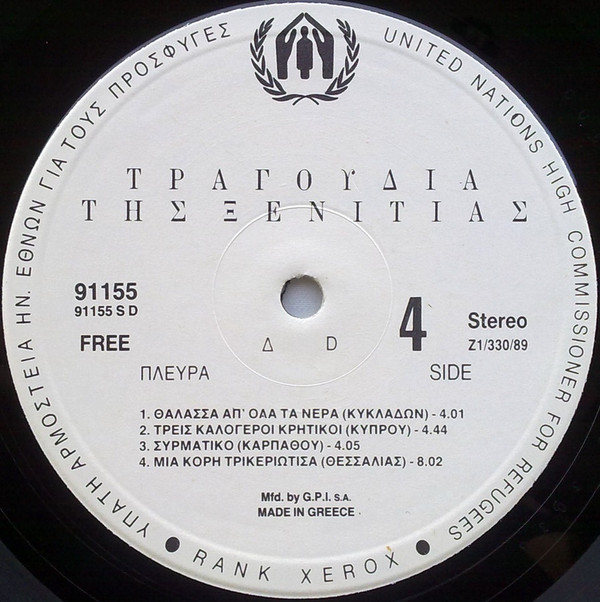 ΥΠΑΤΗ ΑΡΜΟΣΤΕΙΑ ΗΝ. ΕΘΝΩΝ ΓΙΑ ΤΟΥΣ ΠΡΟΣΦΥΓΕΣ
UNITED NATIONS HIGH COMMISSIONER FOR REFUGEES
ΤΡΑΓΟΥΔΙΑ
ΤΗΣ ΞΕΝΙΤΙΑΣ
91155
91155 S D
FREE
Δ D
4
Stereo
Z1/330/89
ΠΛΕΥΡΑ
SIDE
1. ΘΑΛΑΣΣΑ ΑΠ' ΟΛΑ ΤΑ ΝΕΡΑ (ΚΥΚΛΑΔΩΝ) - 4.01
2. ΤΡΕΙΣ ΚΑΛΟΓΕΡΟΙ ΚΡΗΤΙΚΟΙ (ΚΥΠΡΟΥ) - 4.44
3. ΣΥΡΜΑΤΙΚΟ (ΚΑΡΠΑΘΟΥ) - 4.05
4. ΜΙΑ ΚΟΡΗ ΤΡΙΚΕΡΙΩΤΙΣΑ (ΘΕΣΣΑΛΙΑΣ) - 8.02
Mfd. by G.P.I. S.A.
MADE IN GREECE
● RANK XEROX ●